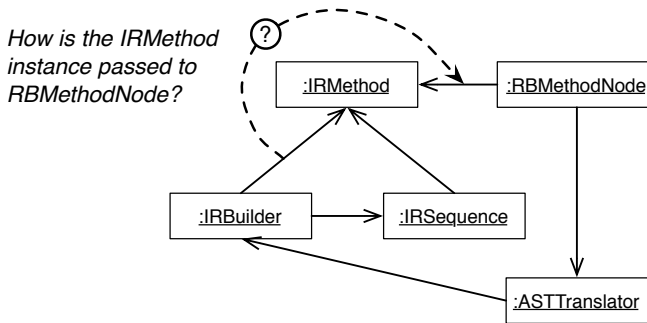 ?
How is the IRMethod
instance passed to
RBMethodNode?
:IRMethod
:RBMethodNode
:IRBuilder
:IRSequence
:ASTTranslator